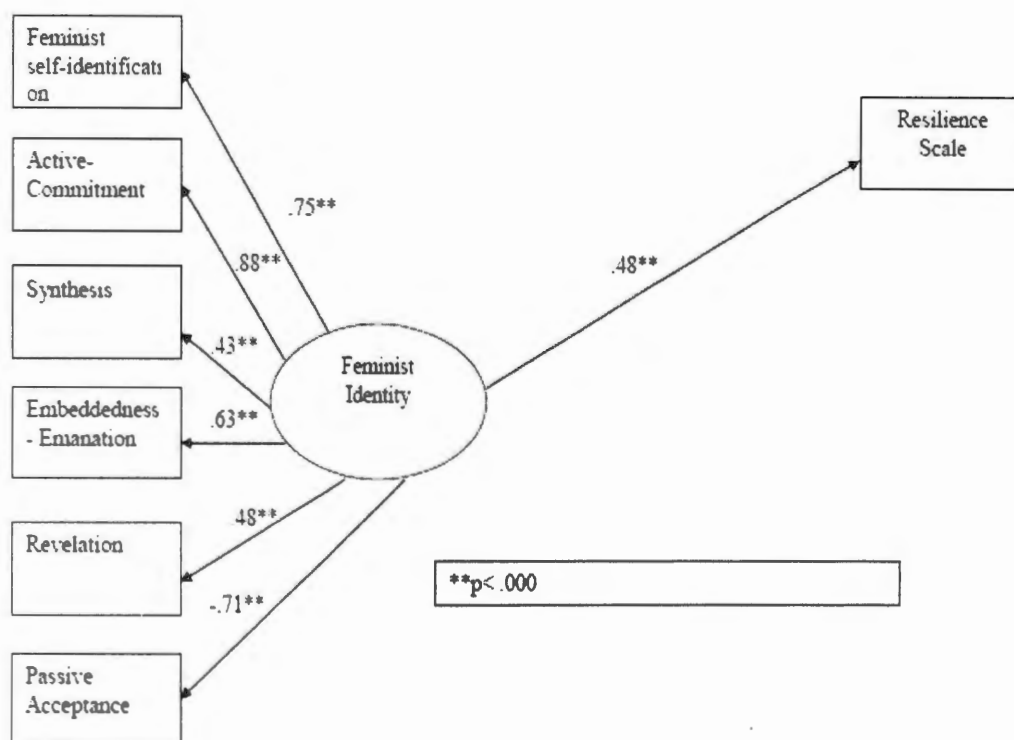 Feminist
self-identificati
on
Active-
Commitment
Synthesis
Embeddedness
- Emanation
Revelation
Passive
Acceptance
.75**
.88**
.43**
.63**
.48**
-.71**
Feminist
Identity
.48**
Resilience
Scale
**p< .000